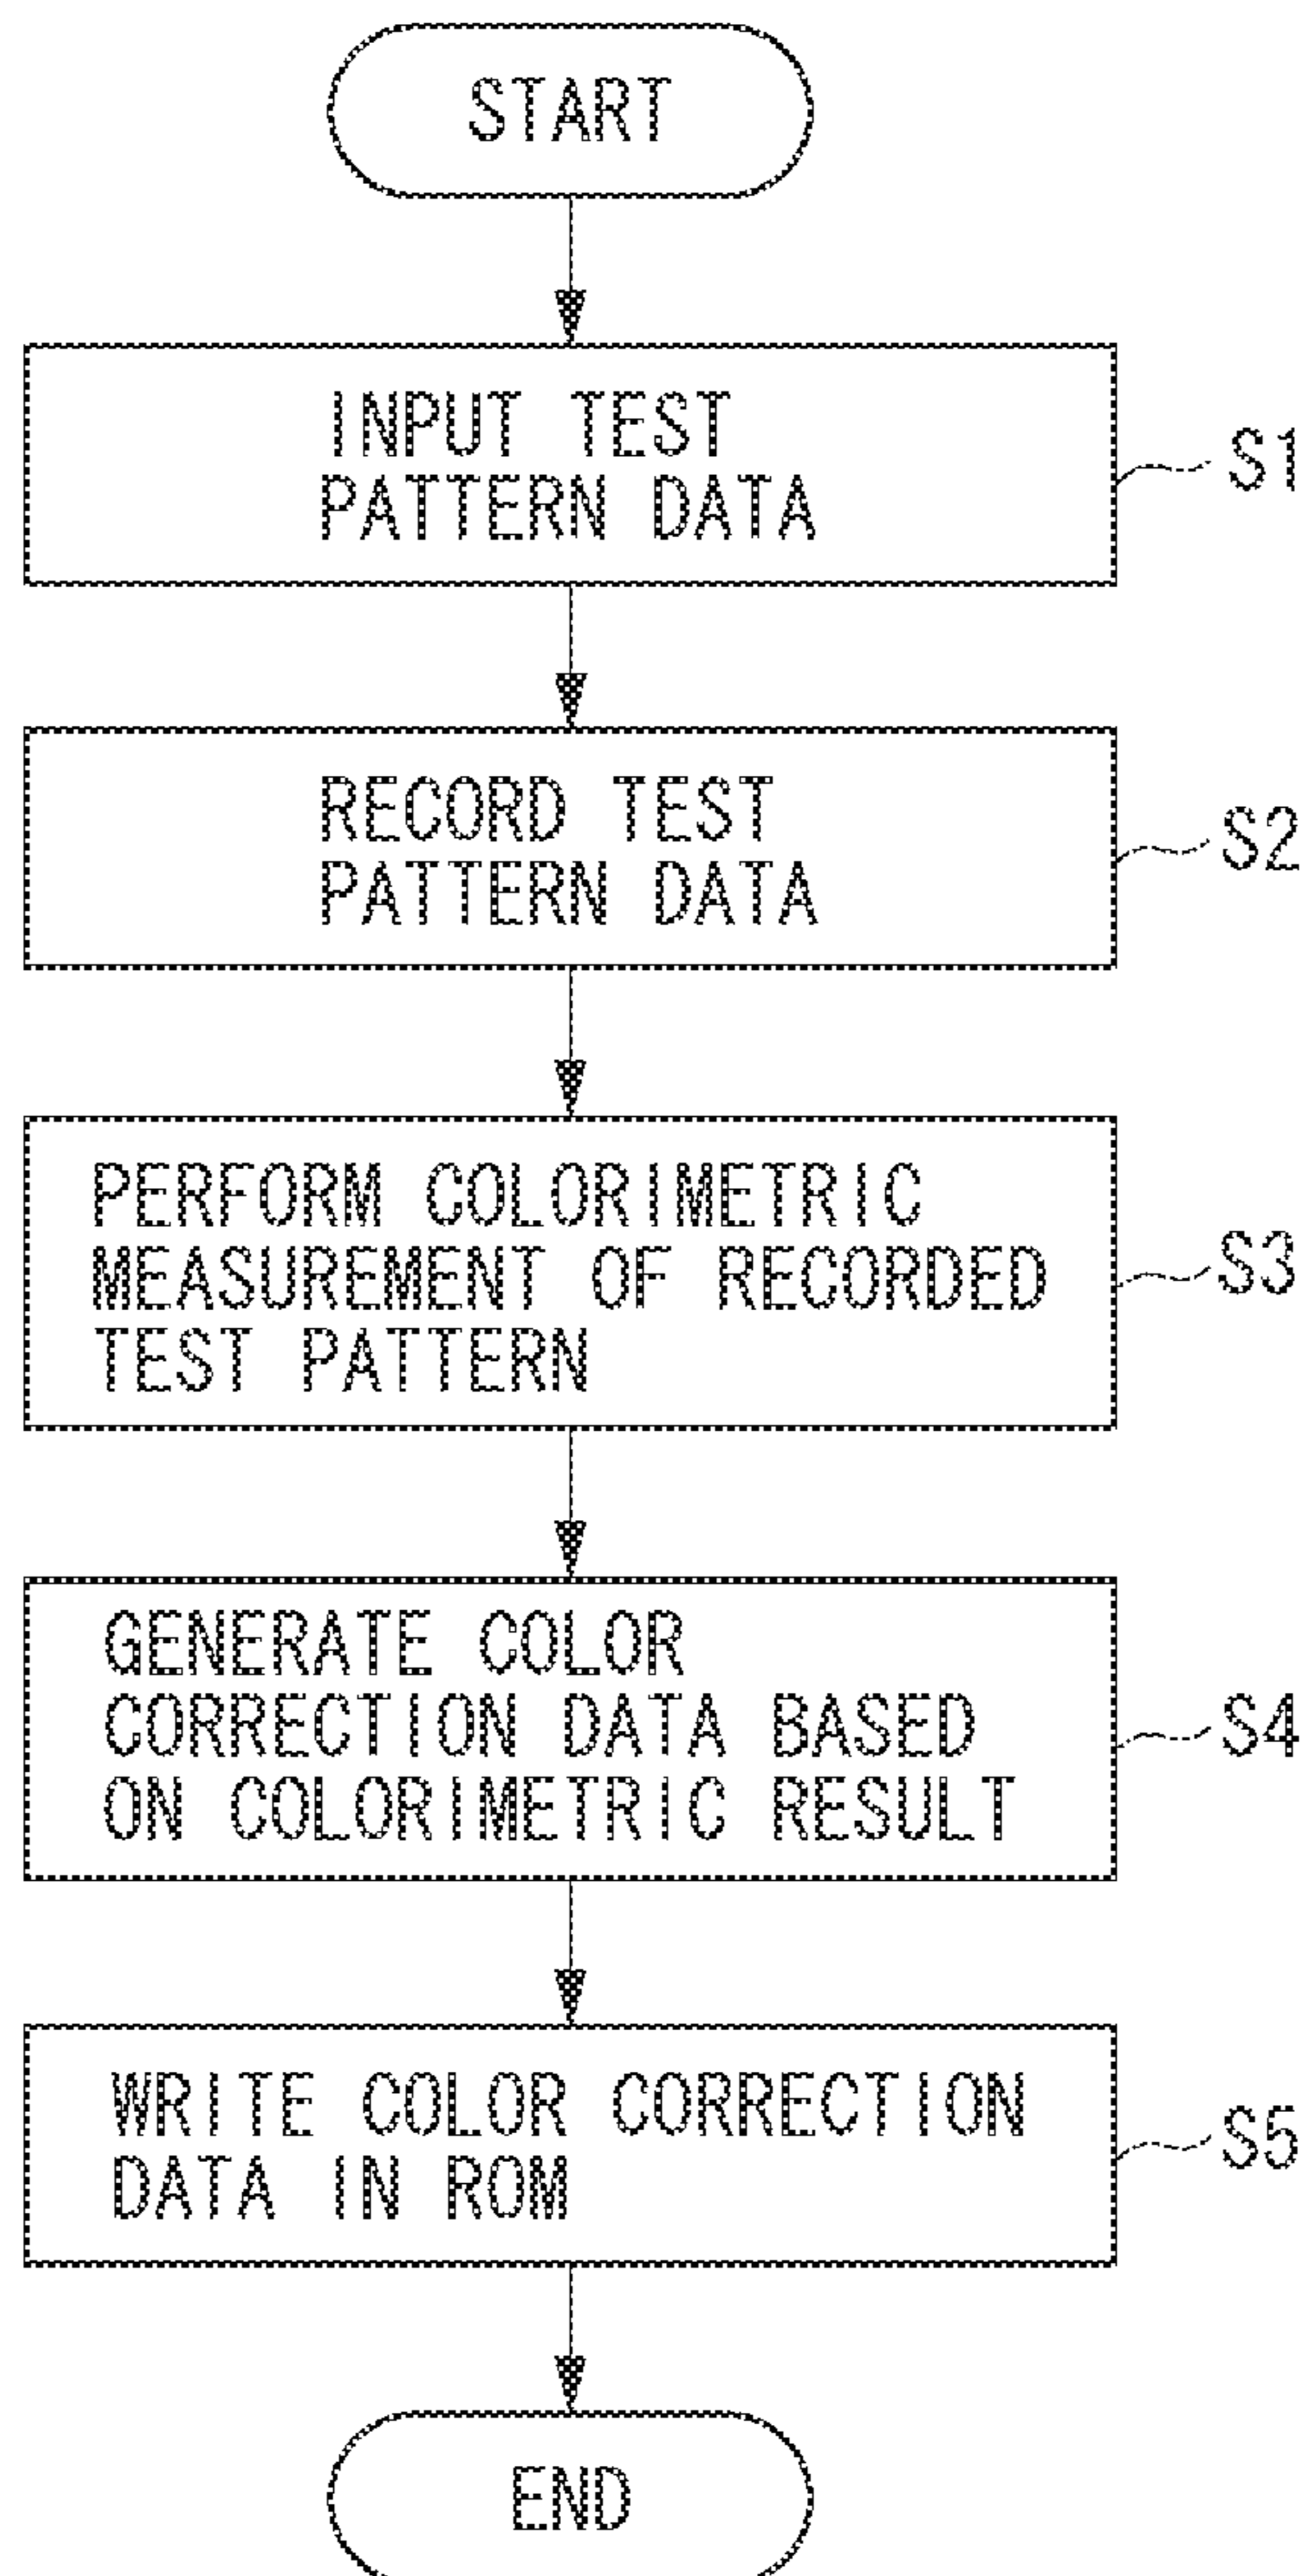 START
INPUT TEST
PATTERN DATA
S1
RECORD TEST
PATTERN DATA
S2
PERFORM COLORIMETRIC
MEASUREMENT OF RECORDED
TEST PATTERN
S3
GENERATE COLOR
CORRECTION DATA BASED
ON COLORIMETRIC RESULT
S4
WRITE COLOR CORRECTION
DATA IN ROM
S5
END